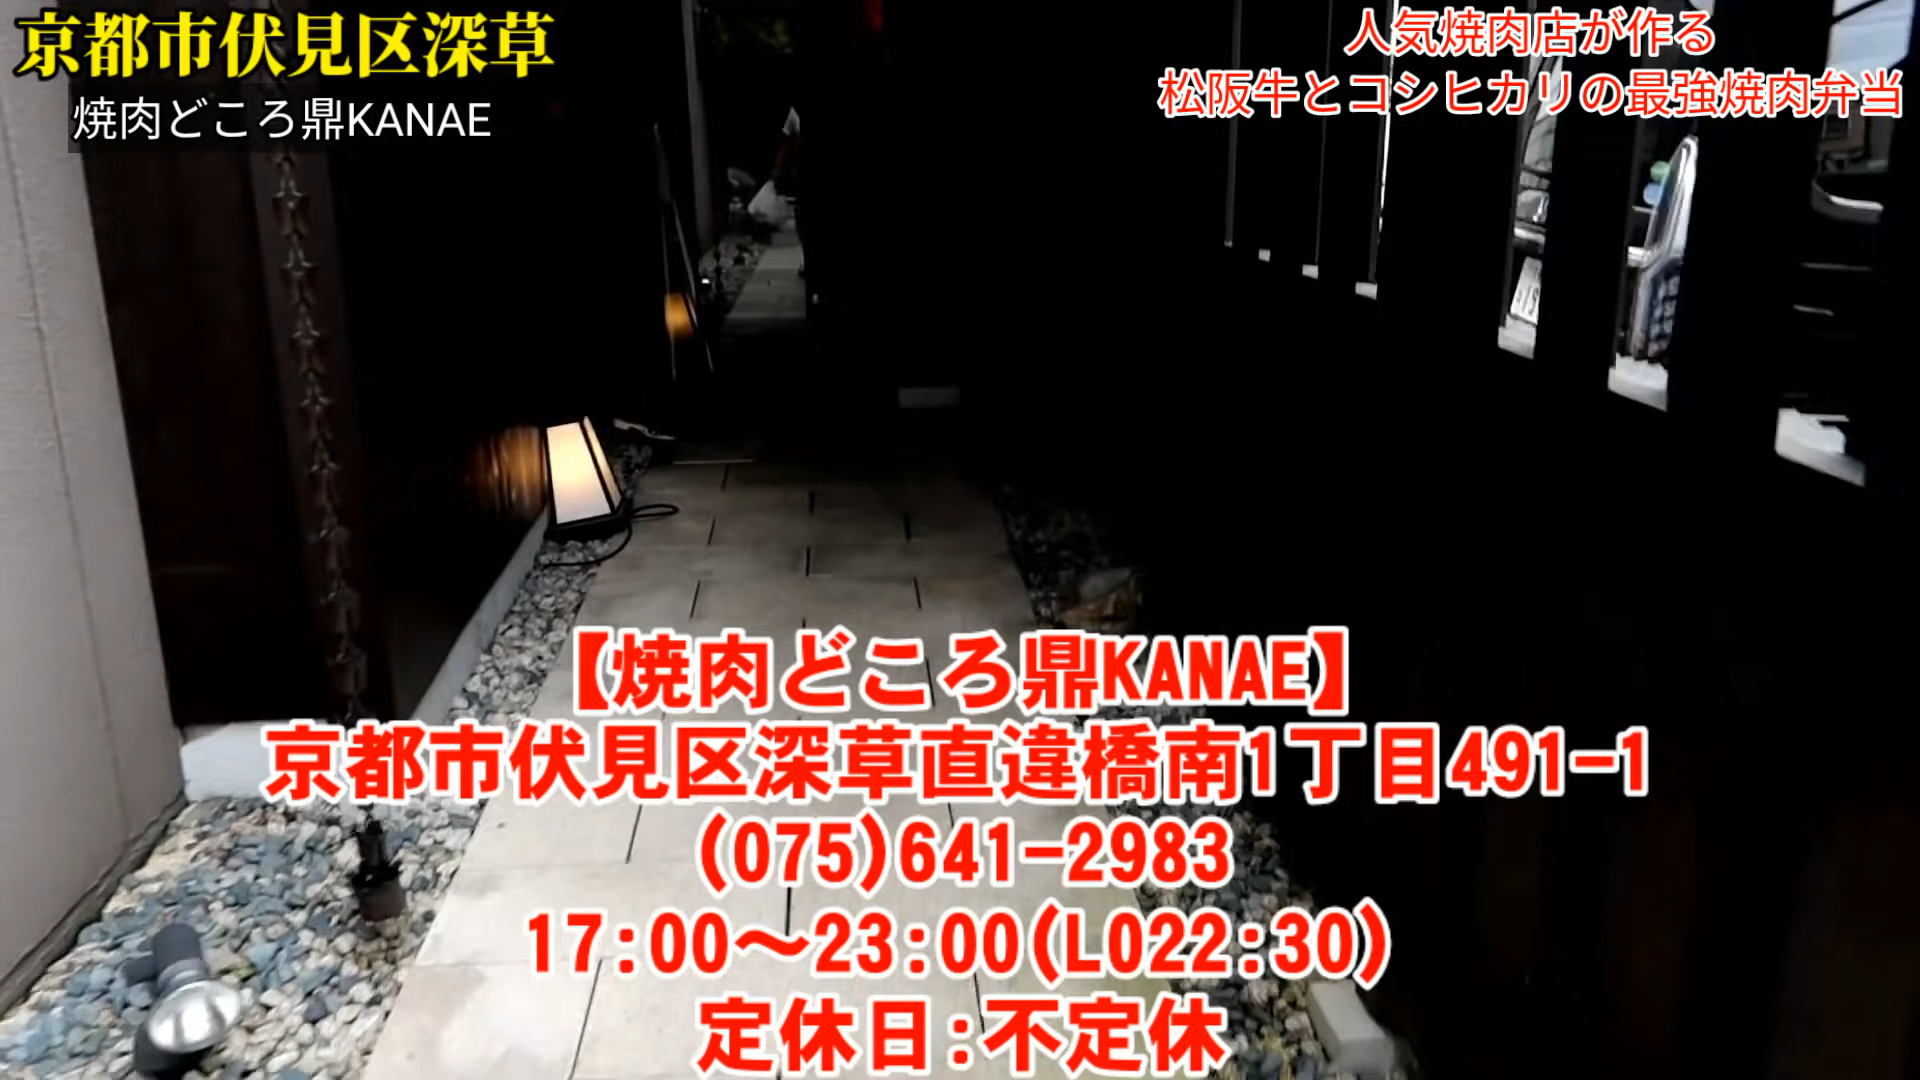 京都市伏見区深草
焼肉どころ鼎KANAE
人気焼肉店が作る
松阪牛とコシヒカリの最強焼肉弁当
【焼肉どころ鼎KANAE】
京都市伏見区深草直違橋南1丁目491-1
(075)641-2983
17:00〜23:00(LO22:30)
定休日:不定休